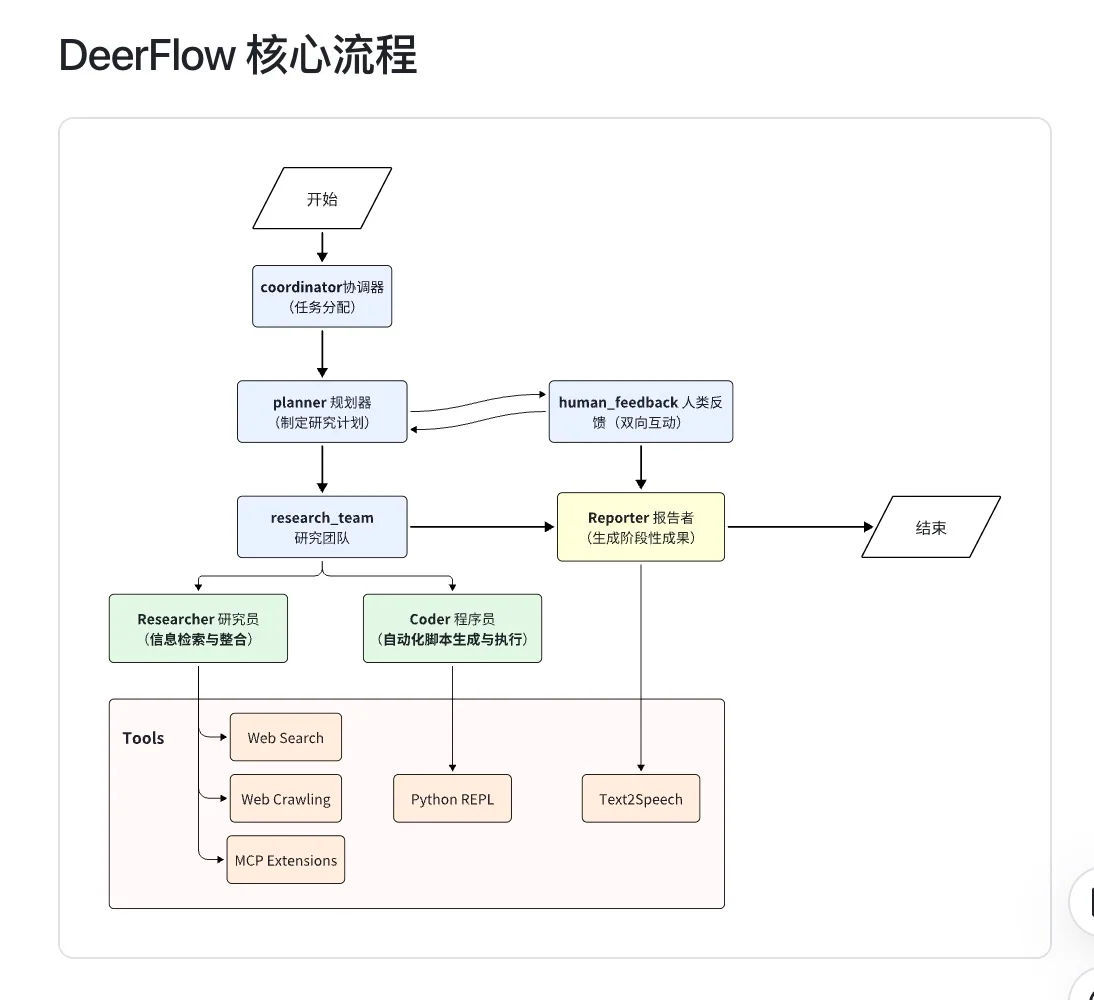 DeerFlow 核心流程
开始
coordinator协调器
（任务分配）
planner 规划器
（制定研究计划）
human_feedback 人类反
馈（双向互动）
research_team
研究团队
Reporter 报告者
（生成阶段性成果）
结束
Researcher 研究员
（信息检索与整合）
Coder 程序员
（自动化脚本生成与执行）
Tools
Web Search
Web Crawling
Python REPL
Text2Speech
MCP Extensions